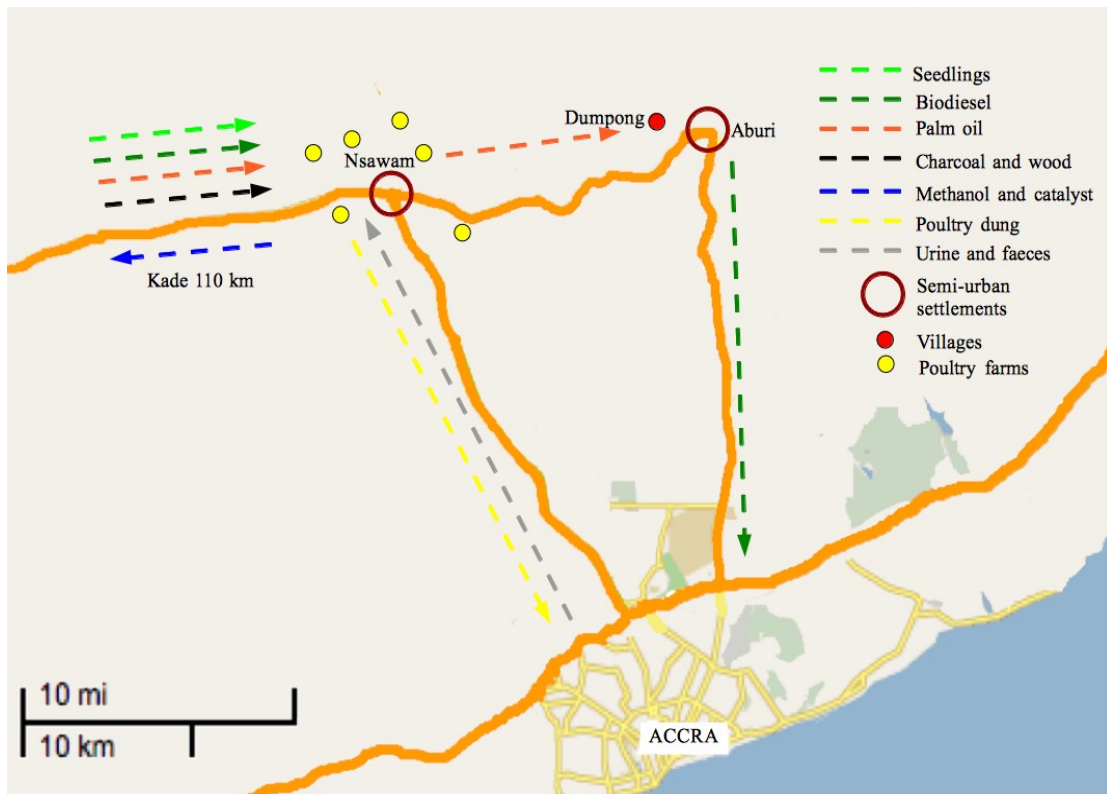 Seedlings
Biodiesel
Dumpong
Aburi
Palm oil
Nsawam
Charcoal and wood
Methanol and catalyst
Poultry dung
Urine and faeces
Kade 110 km
Semi-urban
settlements
Villages
Poultry farms
10 mi
10 km
ACCRA